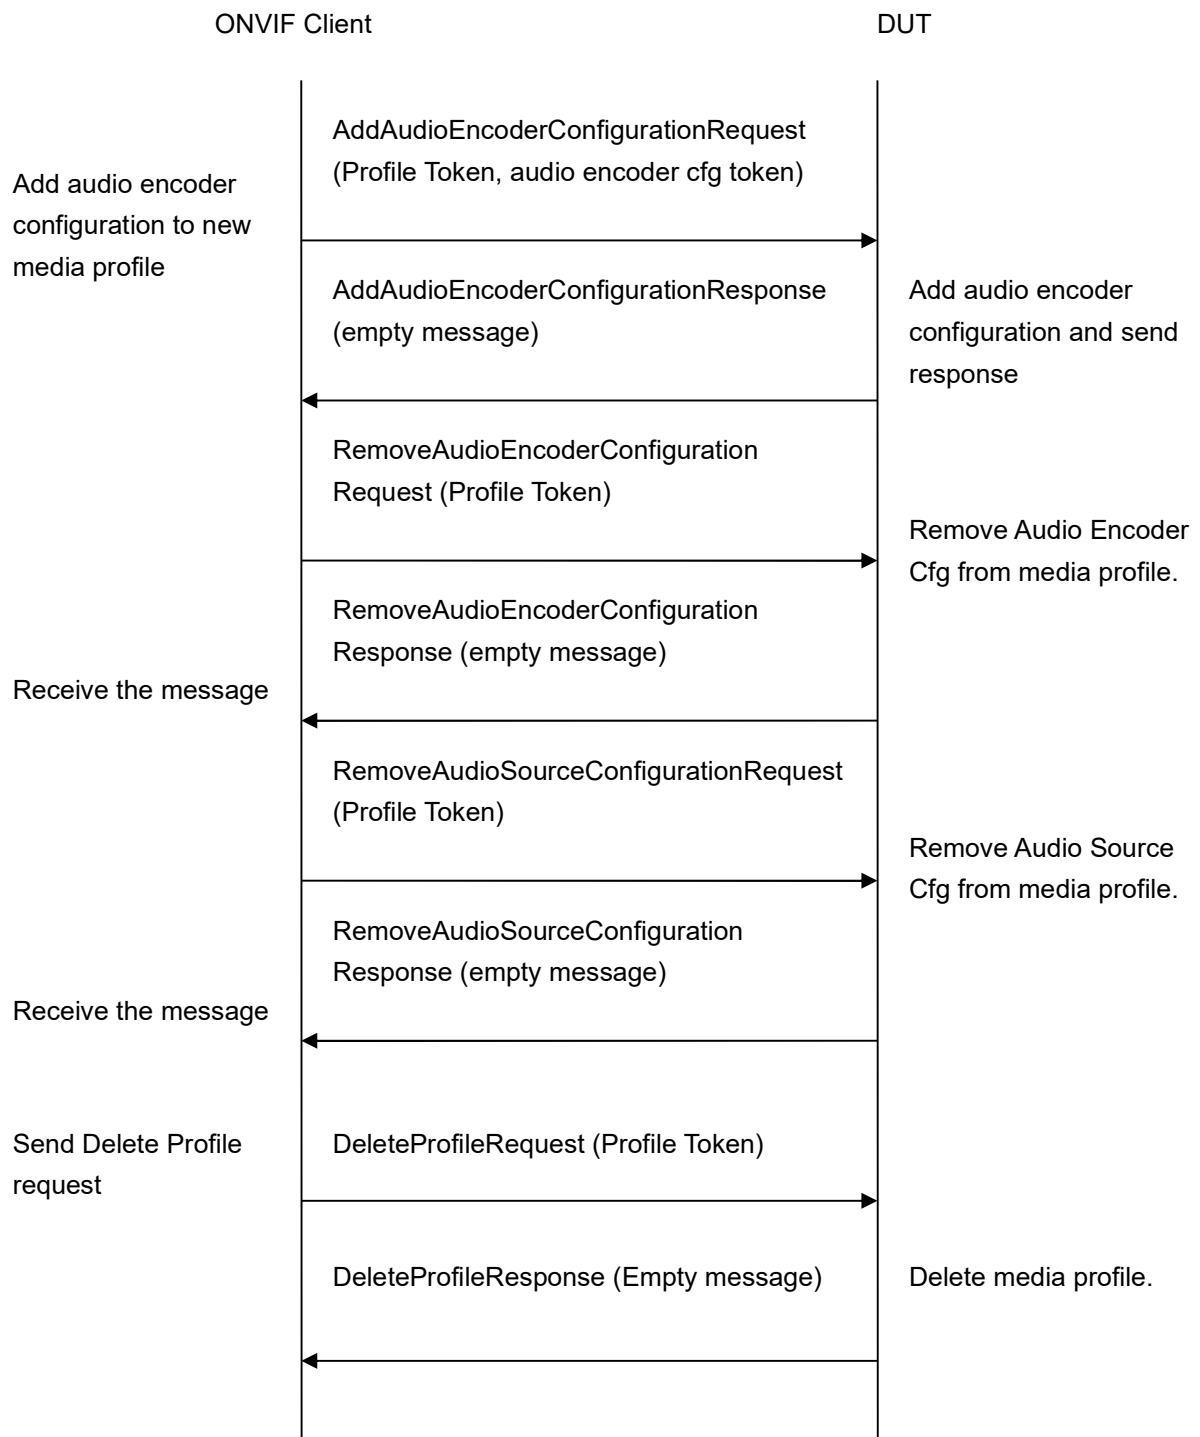 ONVIF Client
DUT
AddAudioEncoderConfigurationRequest
(Profile Token, audio encoder cfg token)
Add audio encoder
configuration to new
media profile
AddAudioEncoderConfigurationResponse
(empty message)
Add audio encoder
configuration and send
response
RemoveAudioEncoderConfiguration
Request (Profile Token)
Remove Audio Encoder
Cfg from media profile.
RemoveAudioEncoderConfiguration
Response (empty message)
Receive the message
RemoveAudioSourceConfigurationRequest
(Profile Token)
Remove Audio Source
Cfg from media profile.
RemoveAudioSourceConfiguration
Response (empty message)
Receive the message
Send Delete Profile
request
DeleteProfileRequest (Profile Token)
DeleteProfileResponse (Empty message)
Delete media profile.